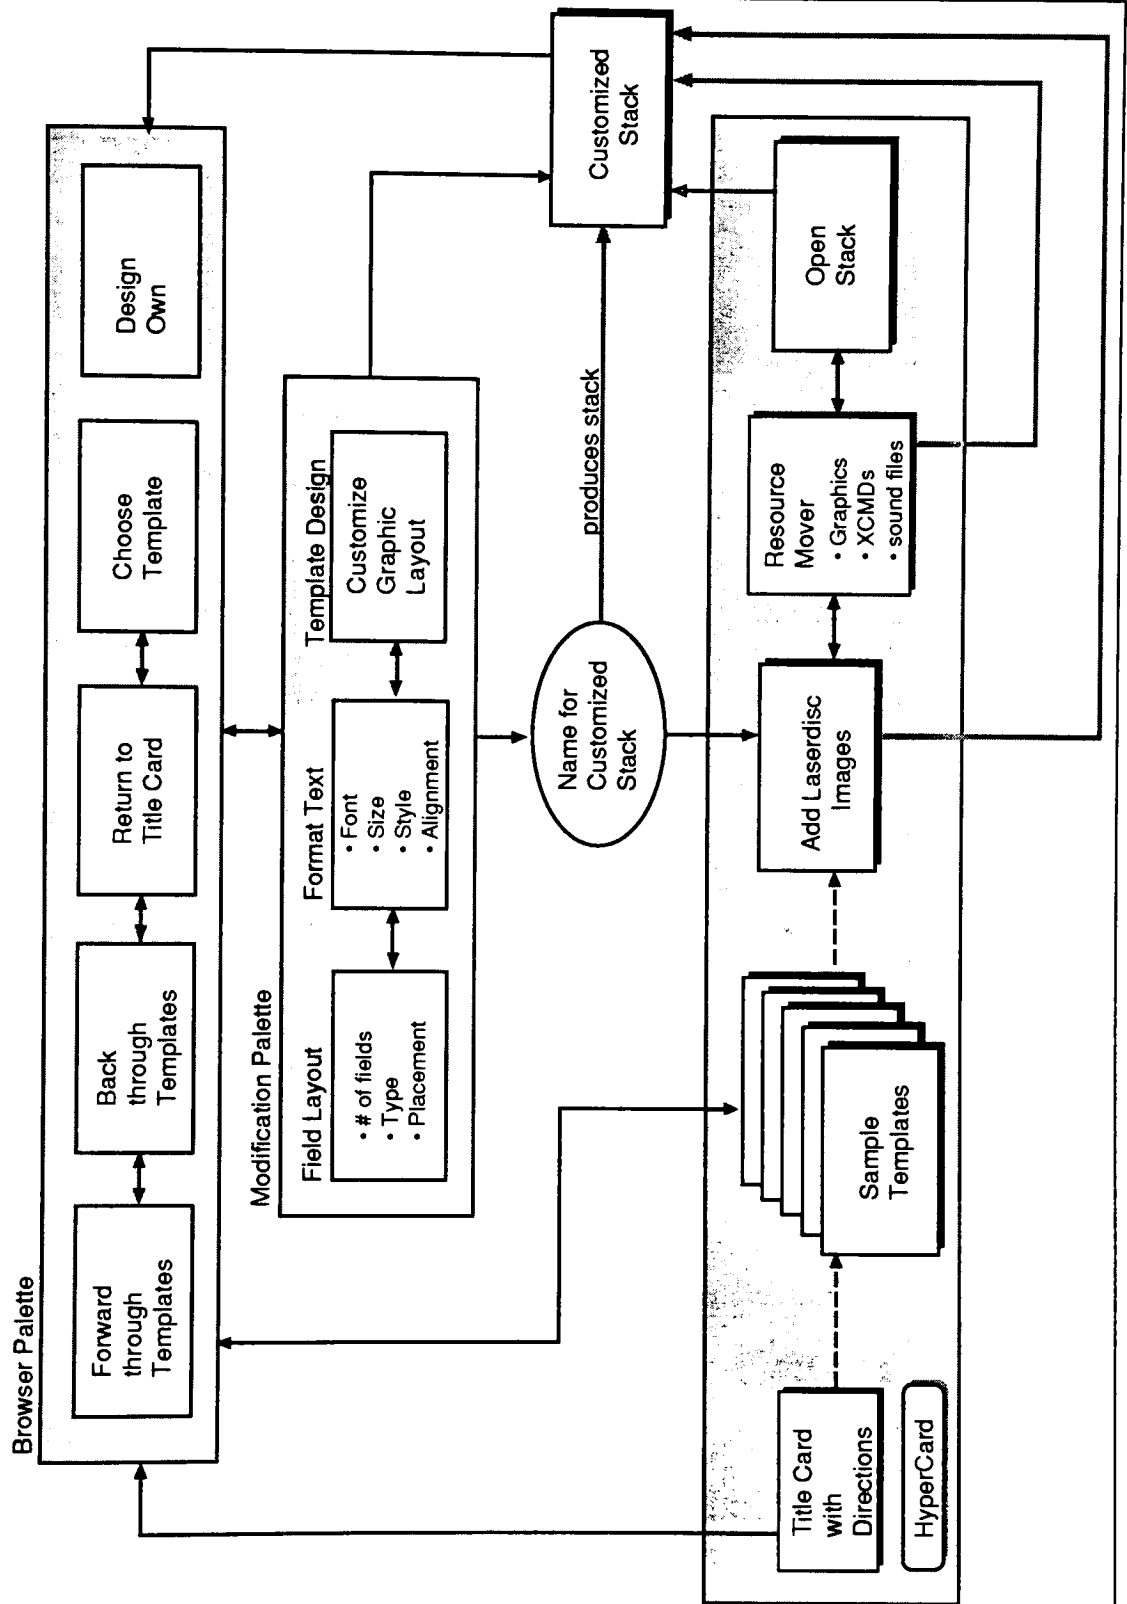 Browser Palette
Forward
through
Templates
Back
through
Templates
Return to
Title Card
Choose
Template
Design
Own
Modification Palette
Field Layout
• # of fields
• Type
• Placement
Format Text
• Font
• Size
• Style
• Alignment
Template Design
Customize
Graphic
Layout
Name for
Customized
Stack
produces stack
Customized
Stack
Title Card
with
Directions
HyperCard
Sample
Templates
Add Laserdisc
Images
Resource
Mover
• Graphics
• XCMDs
• sound files
Open
Stack